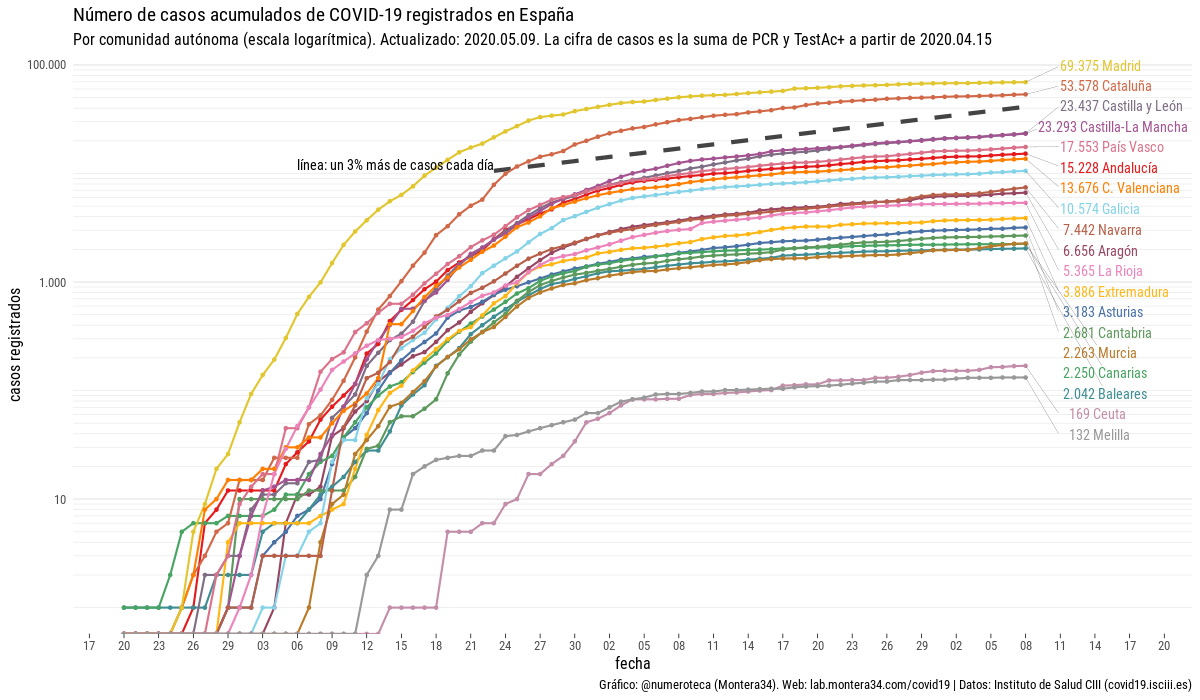 Número de casos acumulados de COVID-19 registrados en España
Por comunidad autónoma (escala logarítmica). Actualizado: 2020.05.09. La cifra de casos es la suma de PCR y TestAc+ a partir de 2020.04.15
100.000
1.000
10
casos registrados
línea: un 3% más de casos cada día
69.375 Madrid
53.578 Cataluña
23.437 Castilla y León
23.293 Castilla-La Mancha
17.553 País Vasco
15.228 Andalucía
13.676 C. Valenciana
10.574 Galicia
7.442 Navarra
6.656 Aragón
5.365 La Rioja
3.886 Extremadura
3.183 Asturias
2.681 Cantabria
2.263 Murcia
2.250 Canarias
2.042 Baleares
169 Ceuta
132 Melilla
17 20 23 26 29 03 06 09 12 15 18 21 24 27 30 02 05 08 11 14 17 20 23 26 29 02 05 08 11 14 17 20
fecha
Gráfico: @numeroteca (Montera34). Web: lab.montera34.com/covid19 | Datos: Instituto de Salud CIII (covid19.isciii.es)